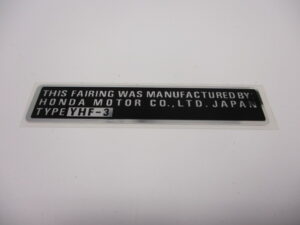 THIS FAIRING WAS MANUFACTURED BY
HONDA MOTOR CO., LTD. JAPAN
TYPE YHF-3